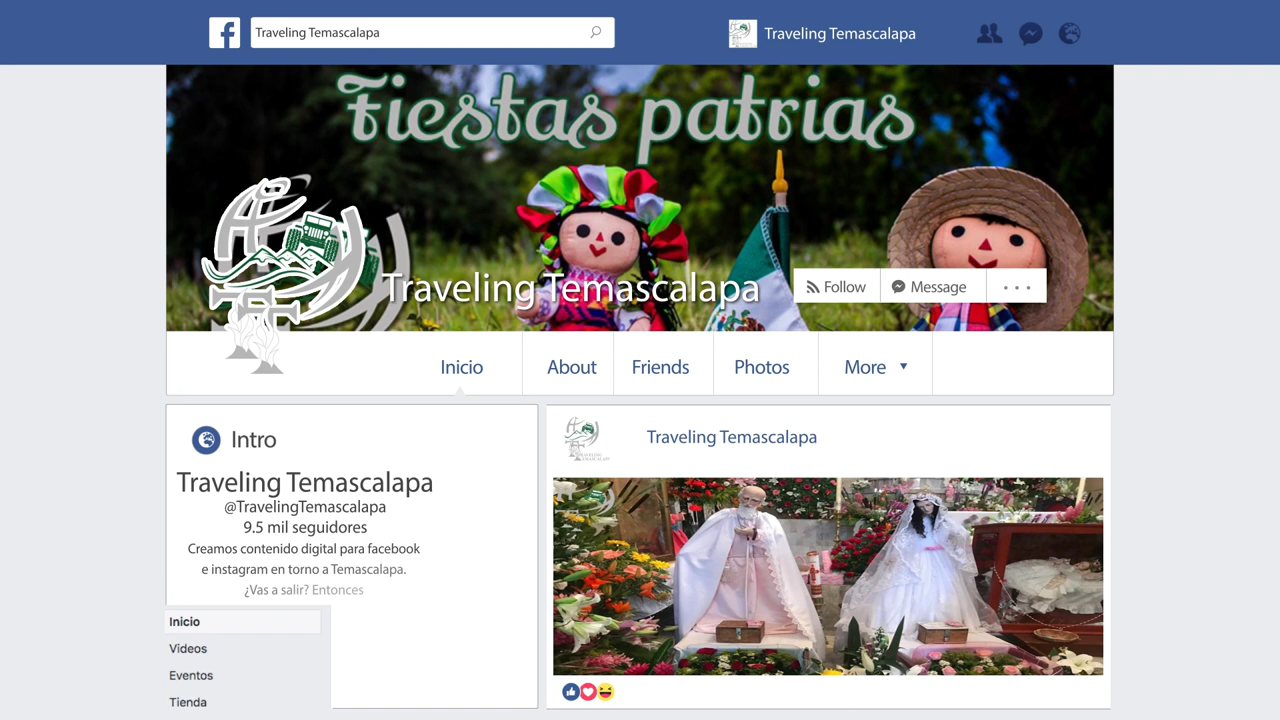 Traveling Temascalapa
Traveling Temascalapa
Fiestas patrias
Traveling Temascalapa
Follow
Message
Inicio
About
Friends
Photos
More
Intro
Traveling Temascalapa
@TravelingTemascalapa
9.5 mil seguidores
Creamos contenido digital para facebook
e instagram en torno a Temascalapa.
¿Vas a salir? Entonces
Inicio
Videos
Eventos
Tienda
Traveling Temascalapa